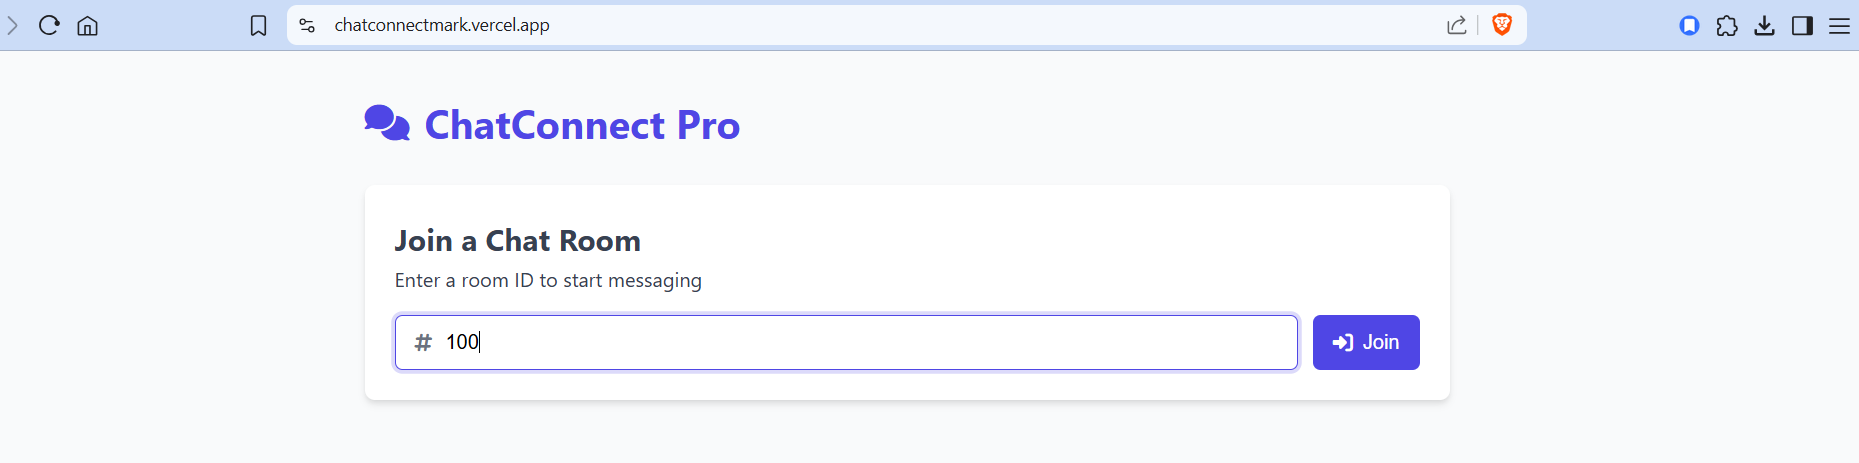 chatconnectmark.vercel.app
ChatConnect Pro
Join a Chat Room
Enter a room ID to start messaging
# 100
Join